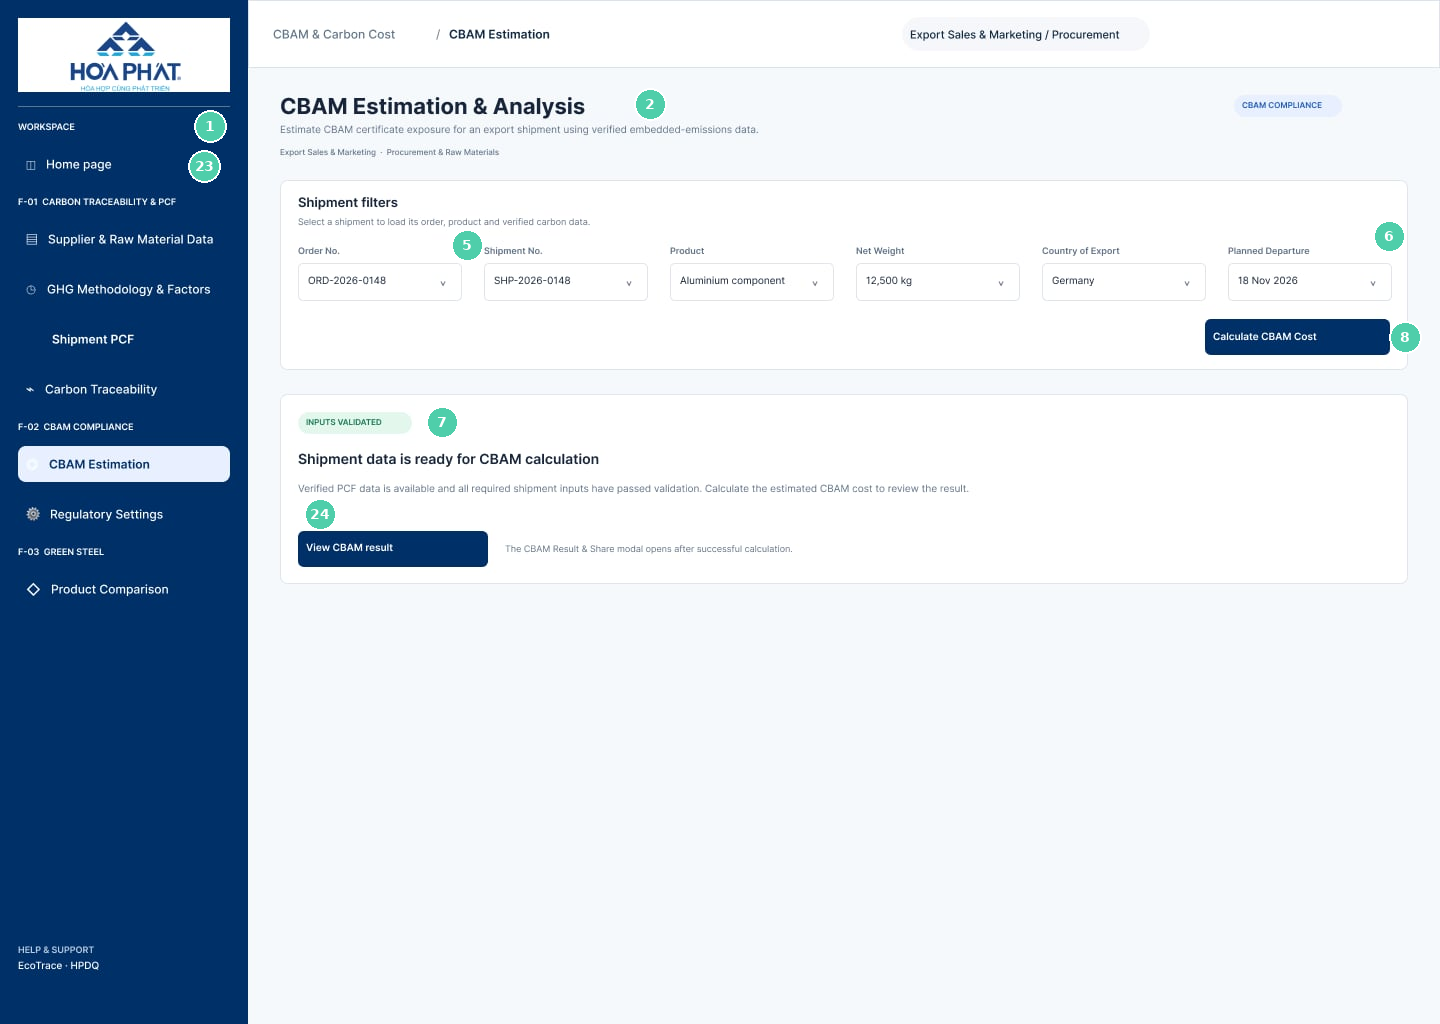 HÒA PHÁT
HÒA HỢP CÙNG PHÁT TRIỂN
WORKSPACE
1
Home page
23
F-01 CARBON TRACEABILITY & PCF
Supplier & Raw Material Data
GHG Methodology & Factors
Shipment PCF
Carbon Traceability
F-02 CBAM COMPLIANCE
CBAM Estimation
Regulatory Settings
F-03 GREEN STEEL
Product Comparison
HELP & SUPPORT
EcoTrace · HPDQ
CBAM & Carbon Cost / CBAM Estimation
Export Sales & Marketing / Procurement
CBAM Estimation & Analysis
2
CBAM COMPLIANCE
Estimate CBAM certificate exposure for an export shipment using verified embedded-emissions data.
Export Sales & Marketing · Procurement & Raw Materials
Shipment filters
Select a shipment to load its order, product and verified carbon data.
5
6
Order No. Shipment No. Product Net Weight Country of Export Planned Departure
ORD-2026-0148 SHP-2026-0148 Aluminium component 12,500 kg Germany 18 Nov 2026
Calculate CBAM Cost
8
INPUTS VALIDATED
7
Shipment data is ready for CBAM calculation
Verified PCF data is available and all required shipment inputs have passed validation. Calculate the estimated CBAM cost to review the result.
24
View CBAM result
The CBAM Result & Share modal opens after successful calculation.